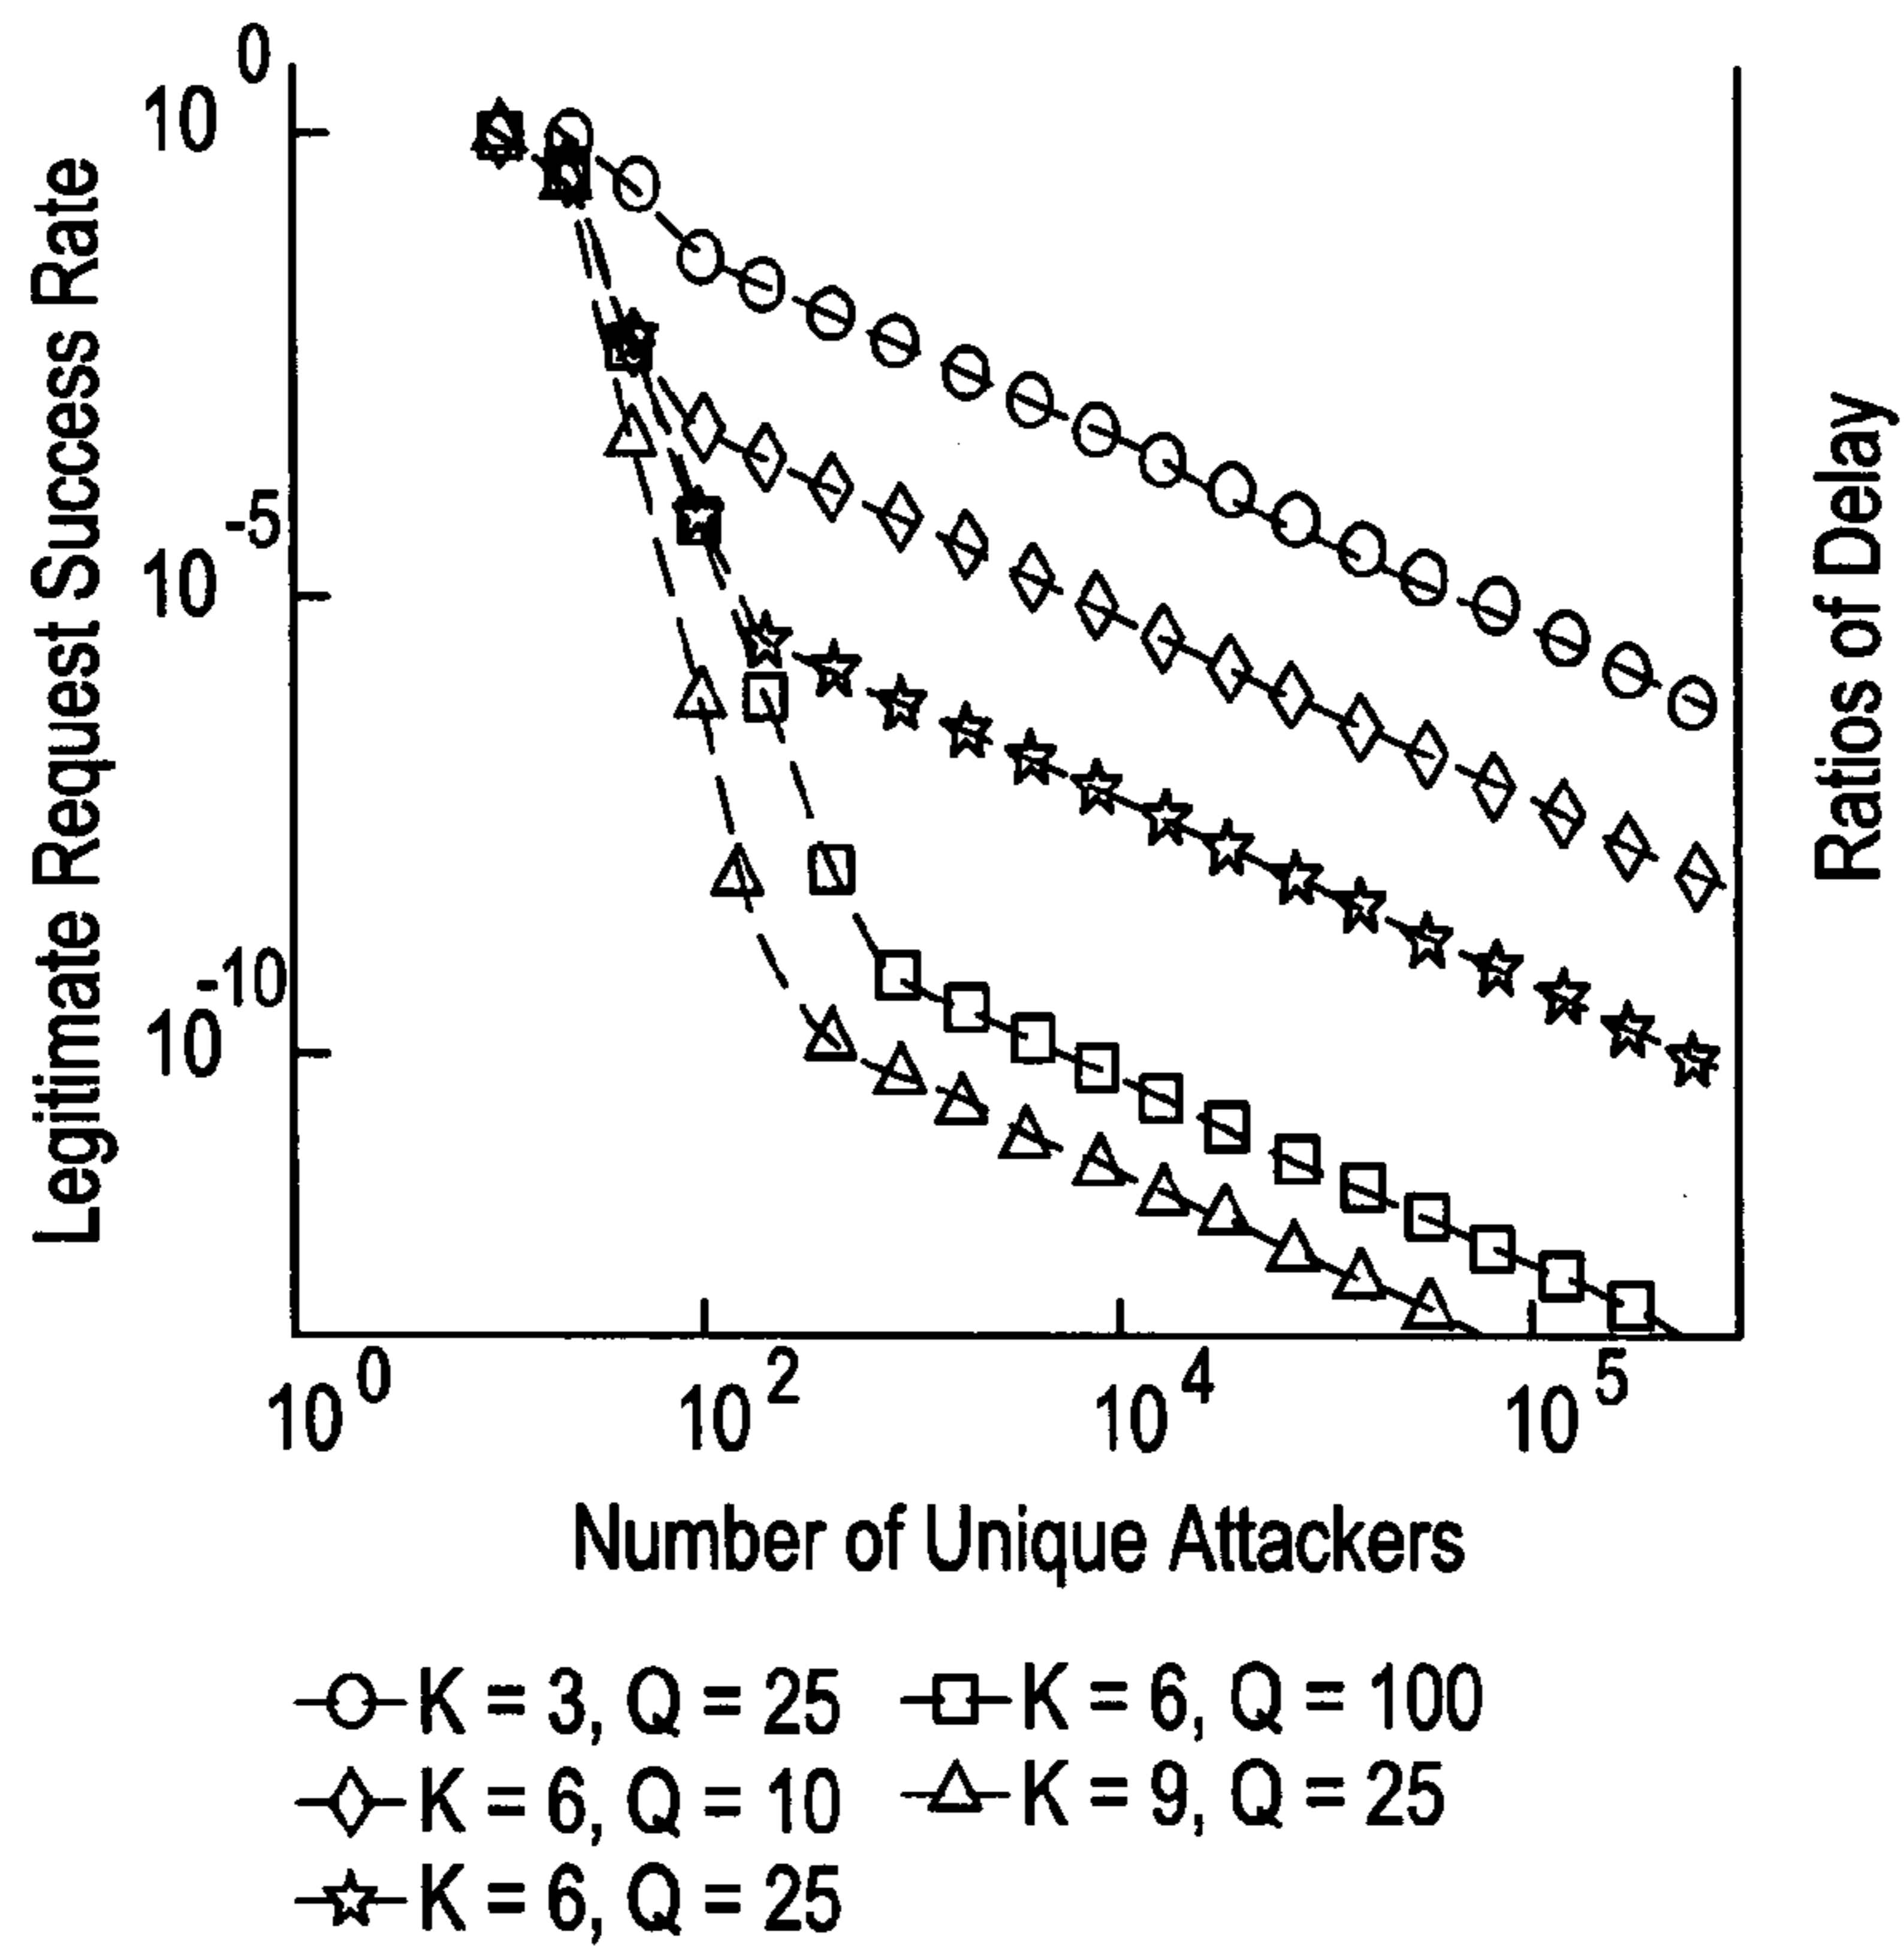 Legitimate Request Success Rate
10 0
10 -5
10 -10
Ratios of Delay
10 0
10 2
10 4
10 5
Number of Unique Attackers
K = 3, Q = 25
K = 6, Q = 100
K = 6, Q = 10
K = 9, Q = 25
K = 6, Q = 25